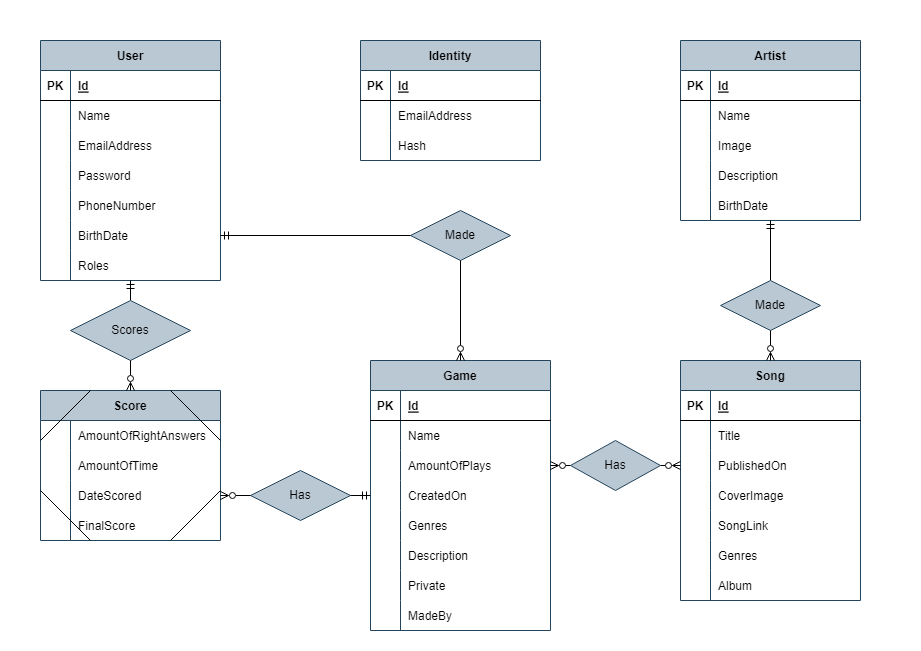 User
PK Id
Name
EmailAddress
Password
PhoneNumber
BirthDate
Roles
Identity
PK Id
EmailAddress
Hash
Artist
PK Id
Name
Image
Description
BirthDate
Made
Scores
Made
Score
AmountOfRightAnswers
AmountOfTime
DateScored
FinalScore
Has
Game
PK Id
Name
AmountOfPlays
CreatedOn
Genres
Description
Private
MadeBy
Has
Song
PK Id
Title
PublishedOn
CoverImage
SongLink
Genres
Album